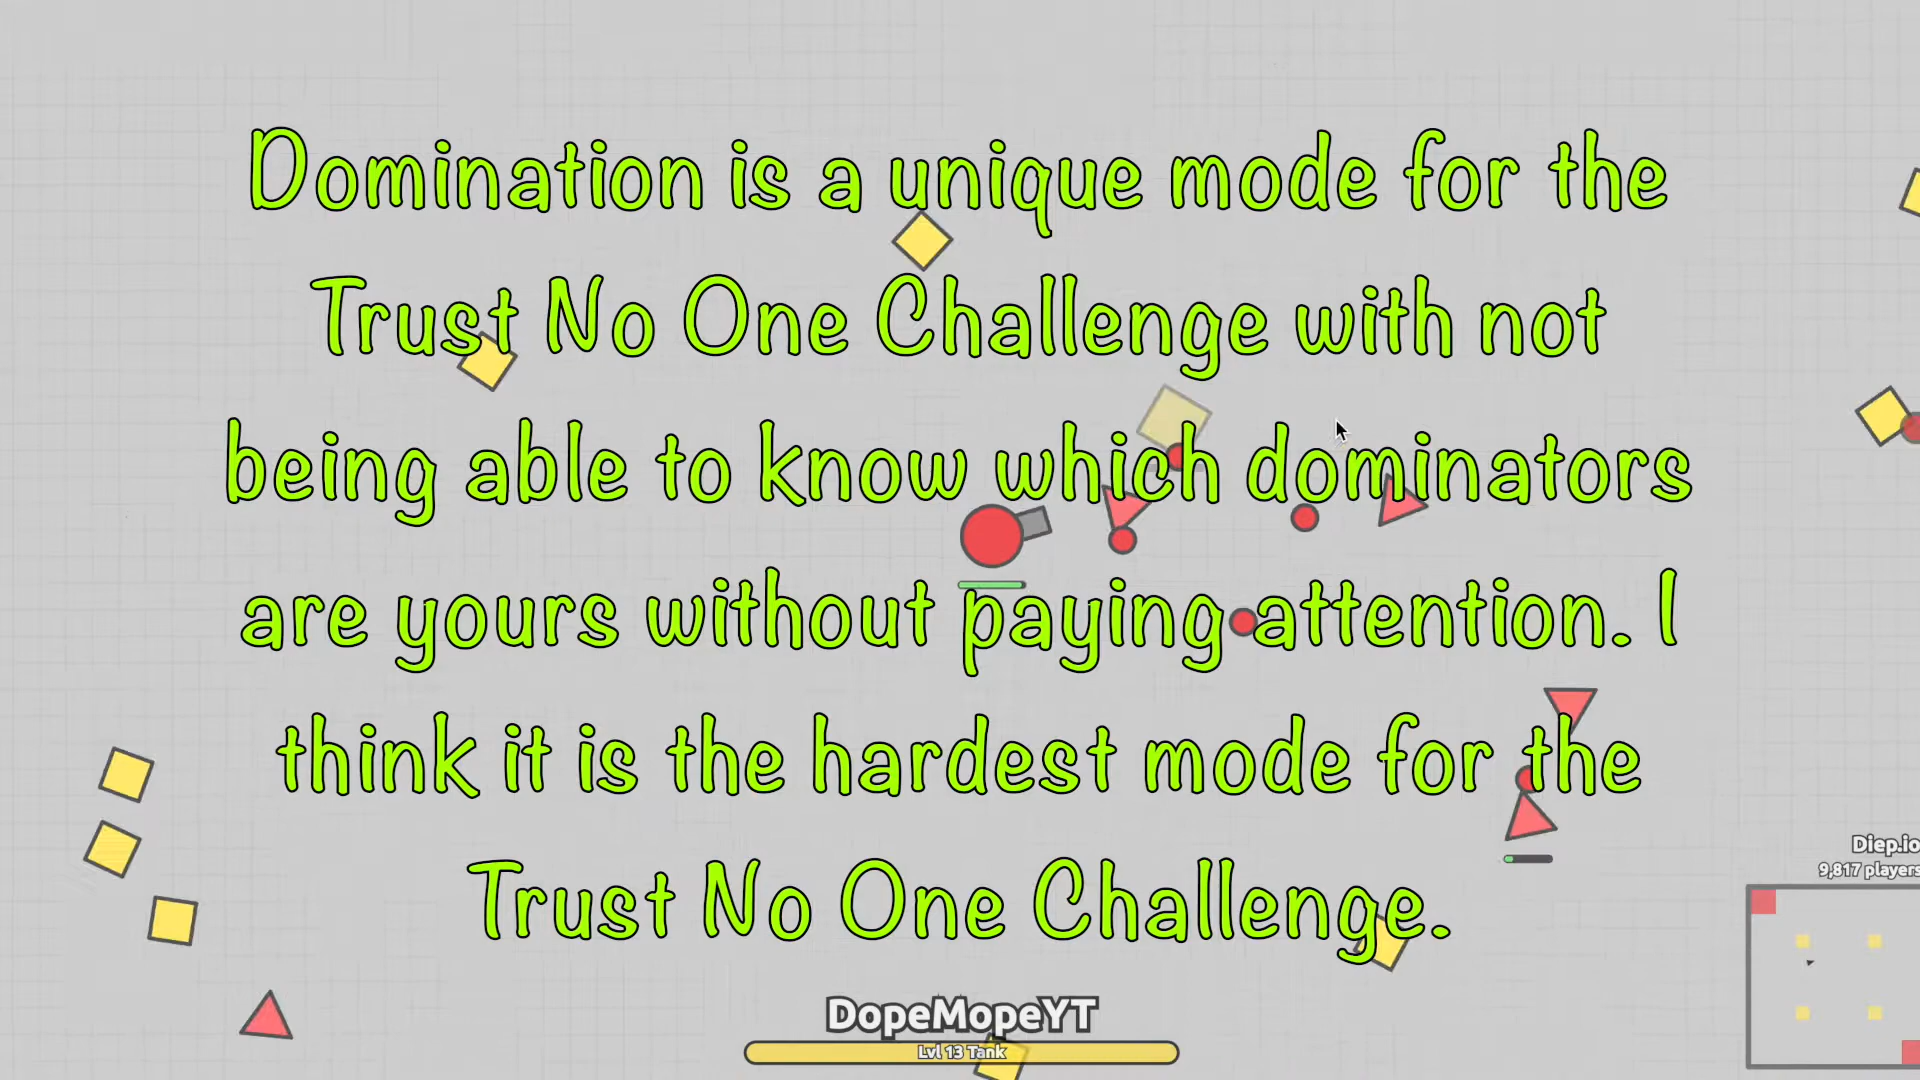 Domination is a unique mode for the
Trust No One Challenge with not
being able to know which dominators
are yours without paying attention. I
think it is the hardest mode for the
Trust No One Challenge.
Diep.io
9,817 players
DopeMopeYT
Lvl 13 Tank